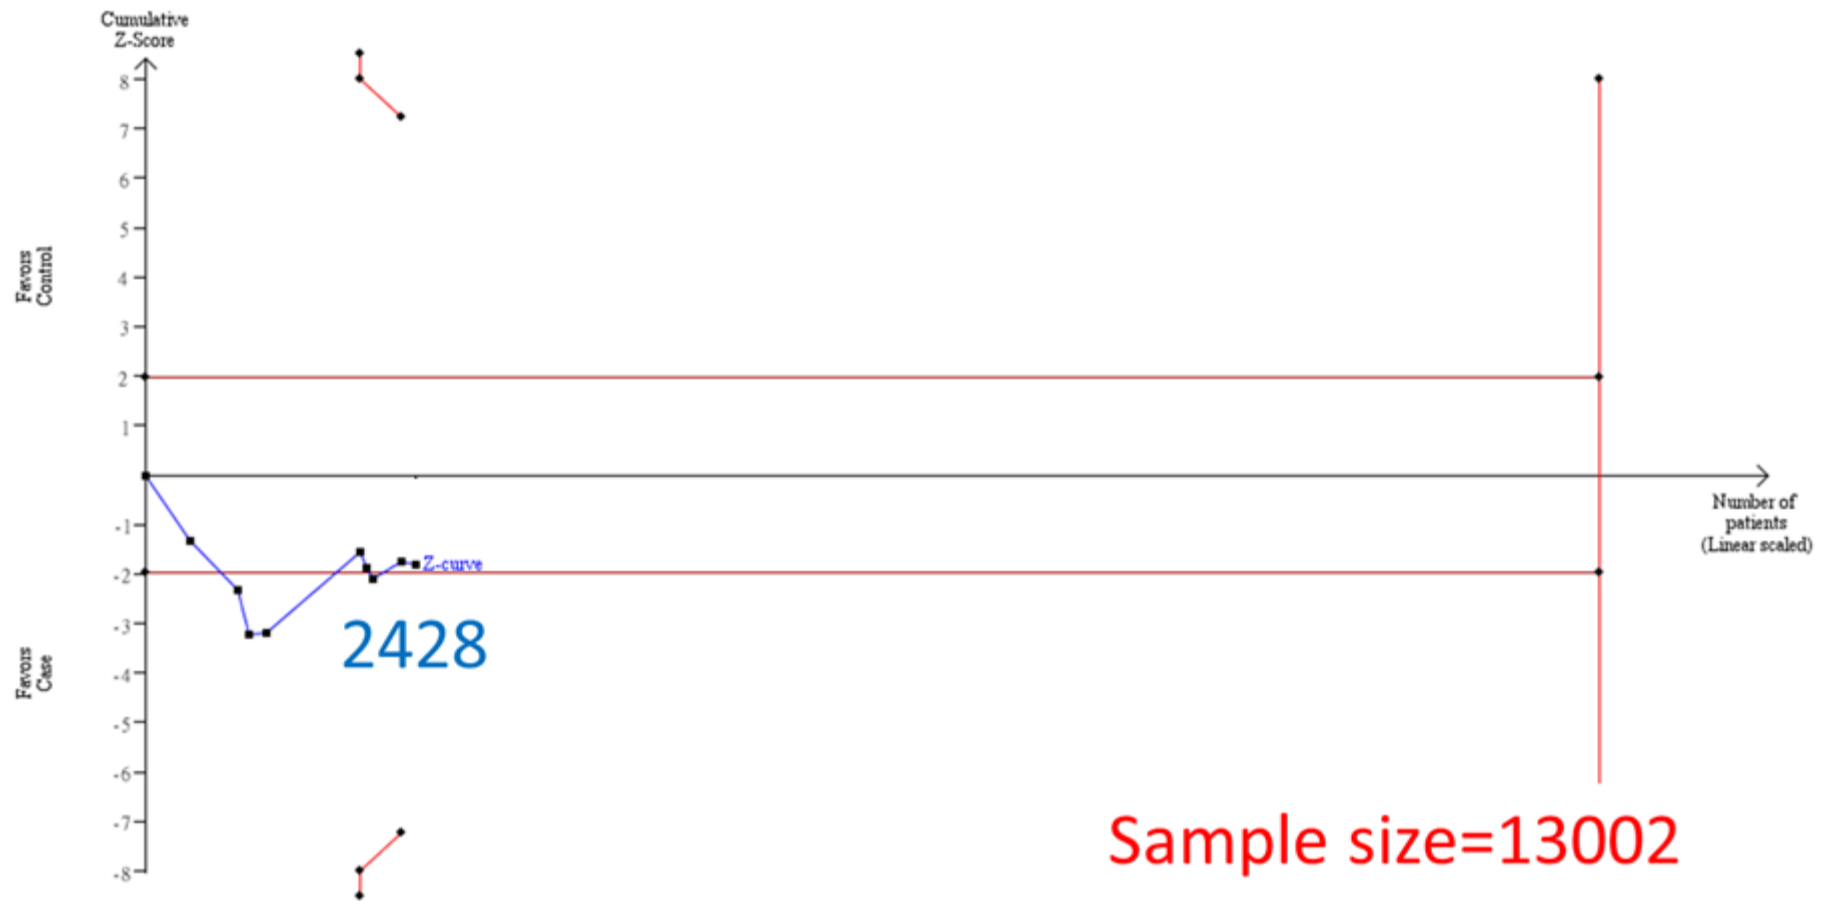 Cumulative
Z-Score
8
7
6
5
4
3
2
1
-1
-2
-3
-4
-5
-6
-7
-8
Favors
Control
Favors
Case
Z-curve
2428
Number of
patients
(Linear scaled)
Sample size=13002